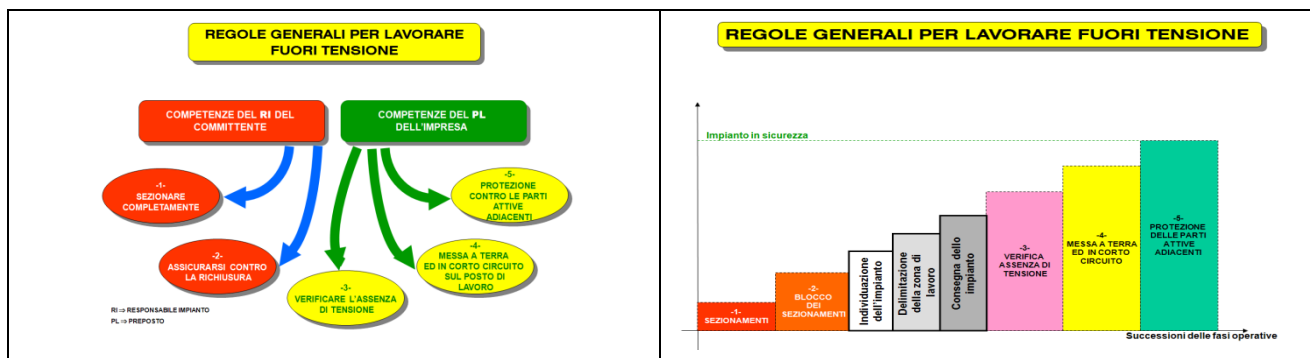 REGOLE GENERALI PER LAVORARE
FUORI TENSIONE
COMPETENZE DEL RI DEL
COMMITTENTE
COMPETENZE DEL PL
DELL'IMPRESA
-1-
SEZIONARE
COMPLETAMENTE
-2-
ASSICURARSI CONTRO
LA RICHIUSURA
-3-
VERIFICARE L'ASSENZA
DI TENSIONE
-4-
MESSA A TERRA
ED IN CORTO CIRCUITO
SUL POSTO DI
LAVORO
-5-
PROTEZIONE
CONTRO LE PARTI
ATTIVE
ADIACENTI
RI ⇒ RESPONSABILE IMPIANTO
PL ⇒ PREPOSTO
REGOLE GENERALI PER LAVORARE FUORI TENSIONE
Impianto in sicurezza
-1-
SEZIONAMENTI
-2-
BLOCCO
DEI
SEZIONAMENTI
Individuazione
dell'impianto
Delimitazione
della zona di
lavoro
Consegna dello
impianto
-3-
VERIFICA
ASSENZA DI
TENSIONE
-4-
MESSA A TERRA
ED IN CORTO
CIRCUITO
-5-
PROTEZIONE
DELLE PARTI
ATTIVE
ADIACENTI
Successioni delle fasi operative